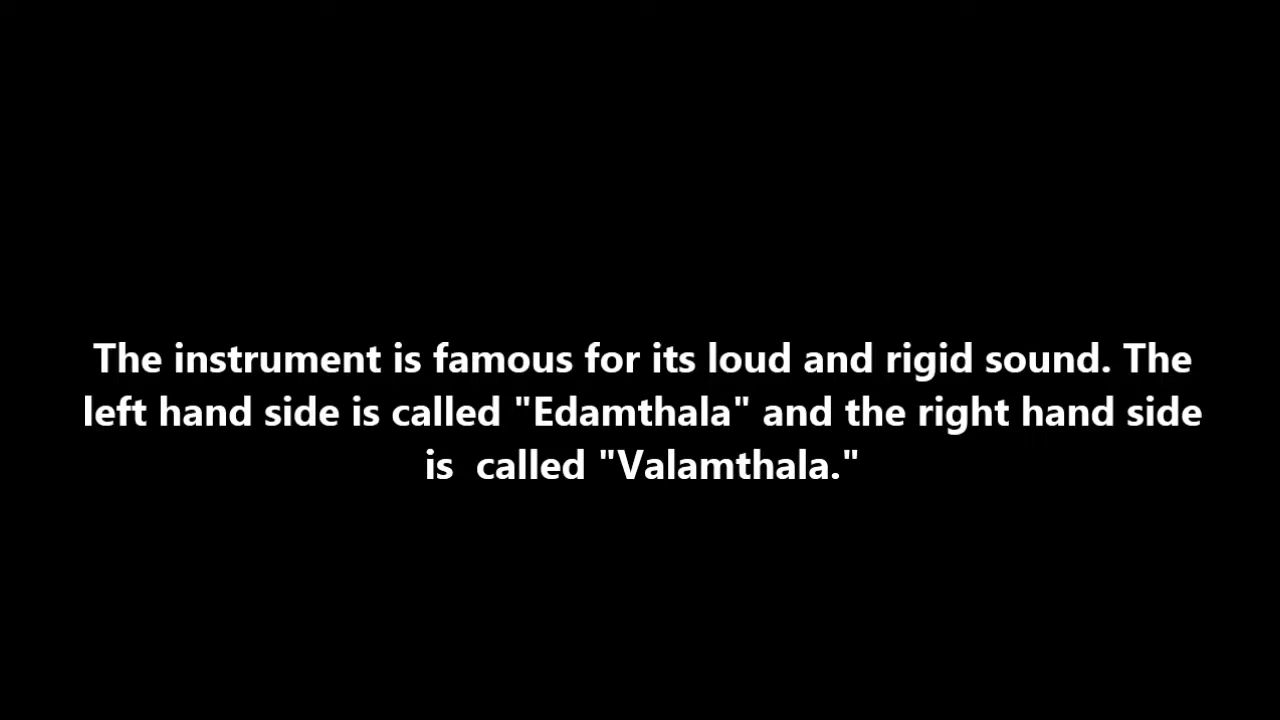 The instrument is famous for its loud and rigid sound. The
left hand side is called "Edamthala" and the right hand side
is  called "Valamthala."